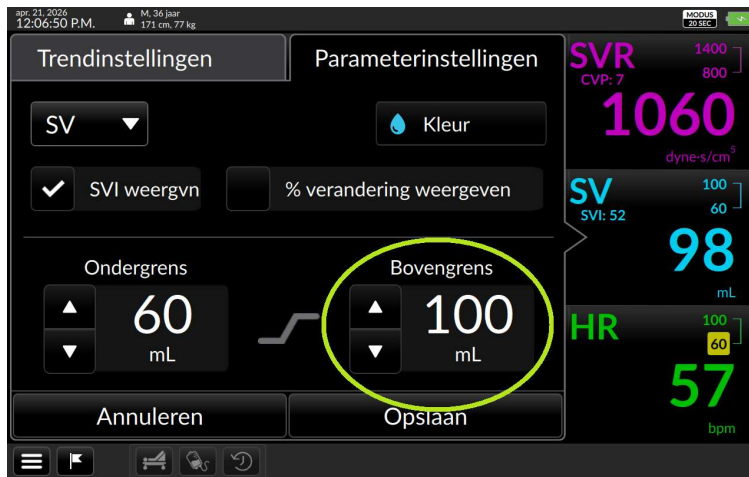 apr. 21, 2026
12:06:50 P.M.
M, 36 jaar
171 cm, 77 kg
MODUS
20 SEC
Trendinstellingen
Parameterinstellingen
SV
Kleur
SVI weergvn
% verandering weergeven
Ondergrens
60
mL
Bovengrens
100
mL
Annuleren
Opslaan
SVR
CVP: 7
1400
800
1060
dyne·s/cm⁵
SV
SVI: 52
100
60
98
mL
HR
100
60
57
bpm